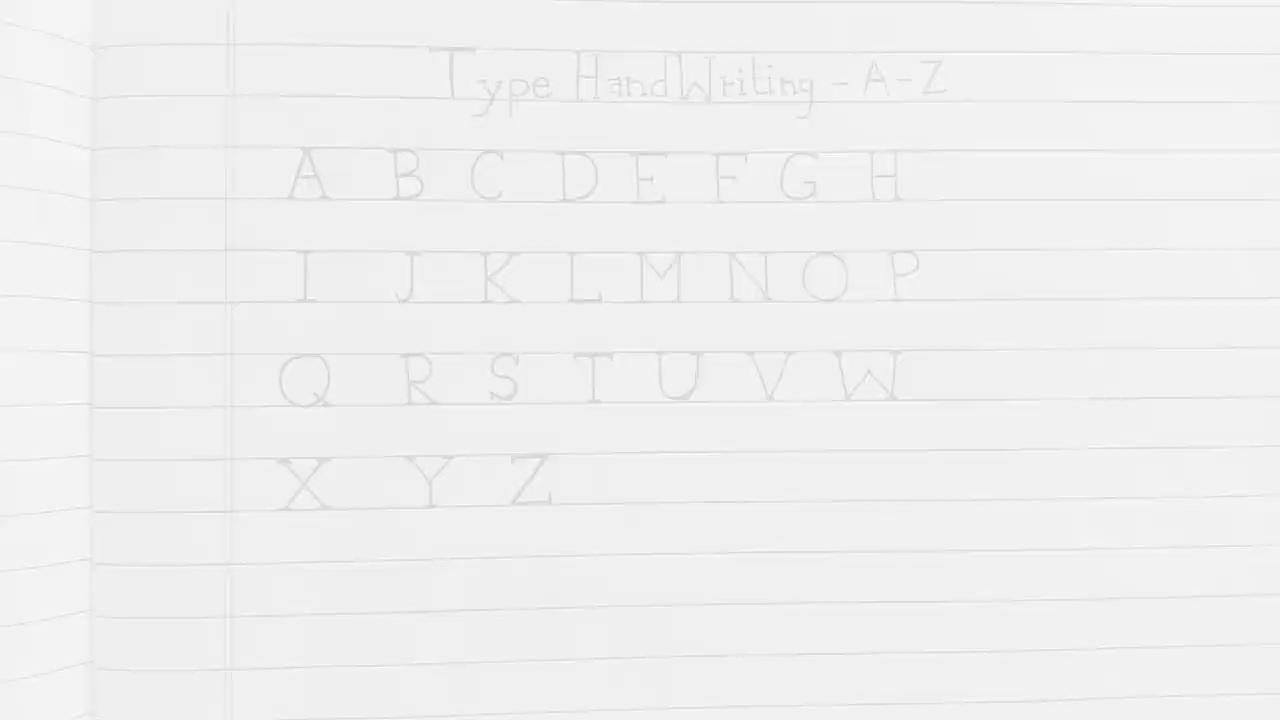 Type HandWriting - A-Z
A B C D E F G H
I J K L M N O P
Q R S T U V W
X Y Z